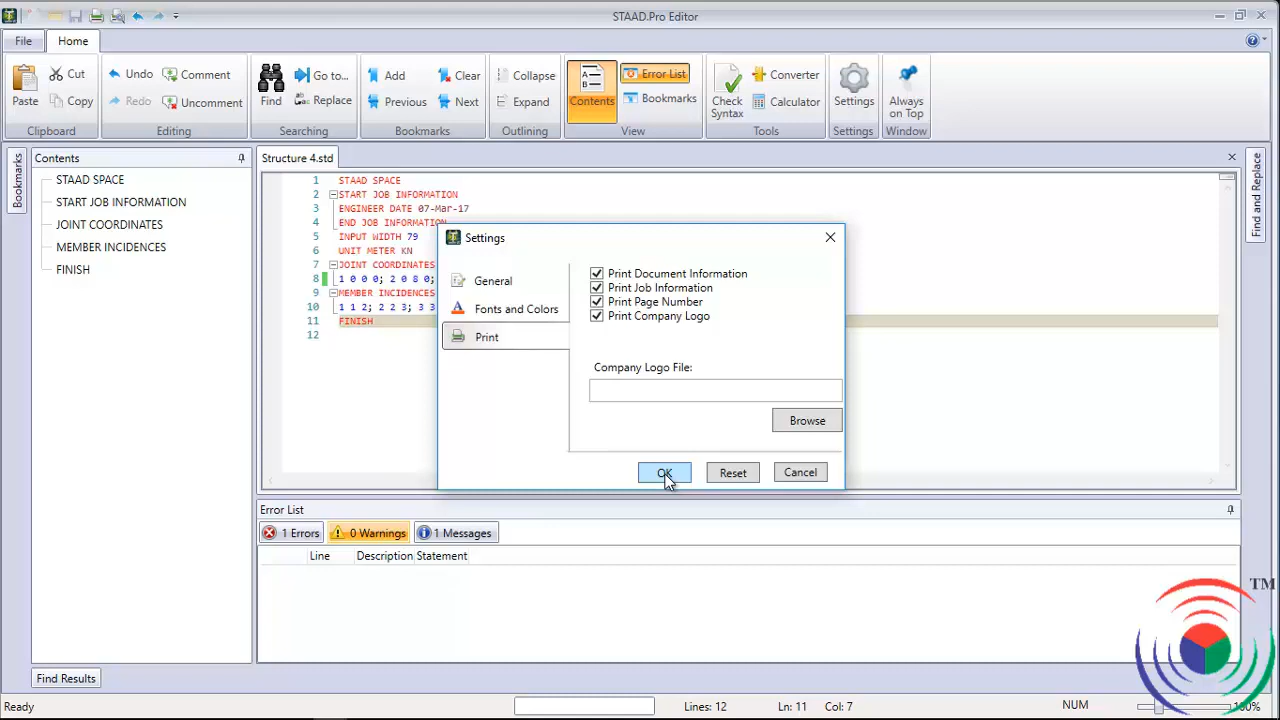 STAAD.Pro Editor
File Home
Paste Cut Copy Clipboard
Undo Redo Comment Uncomment Editing
Find Go to... Replace Searching
Add Previous Clear Next Bookmarks
Collapse Expand Outlining
Contents Error List Bookmarks View
Check Syntax Converter Calculator Tools
Settings Settings
Always on Top Window
Bookmarks
Contents
STAAD SPACE
START JOB INFORMATION
JOINT COORDINATES
MEMBER INCIDENCES
FINISH
Structure 4.std
1 STAAD SPACE
2 START JOB INFORMATION
3 ENGINEER DATE 07-Mar-17
4 END JOB INFORMATION
5 INPUT WIDTH 79
6 UNIT METER KN
7 JOINT COORDINATES
8 1 0 0 0; 2 0 8 0;
9 MEMBER INCIDENCES
10 1 1 2; 2 2 3; 3 3
11 FINISH
12
Find and Replace
Settings
General
Fonts and Colors
Print
Print Document Information
Print Job Information
Print Page Number
Print Company Logo
Company Logo File:
Browse
OK Reset Cancel
Error List
1 Errors 0 Warnings 1 Messages
Line Description Statement
TM
Find Results
Ready Lines: 12 Ln: 11 Col: 7 NUM 100%